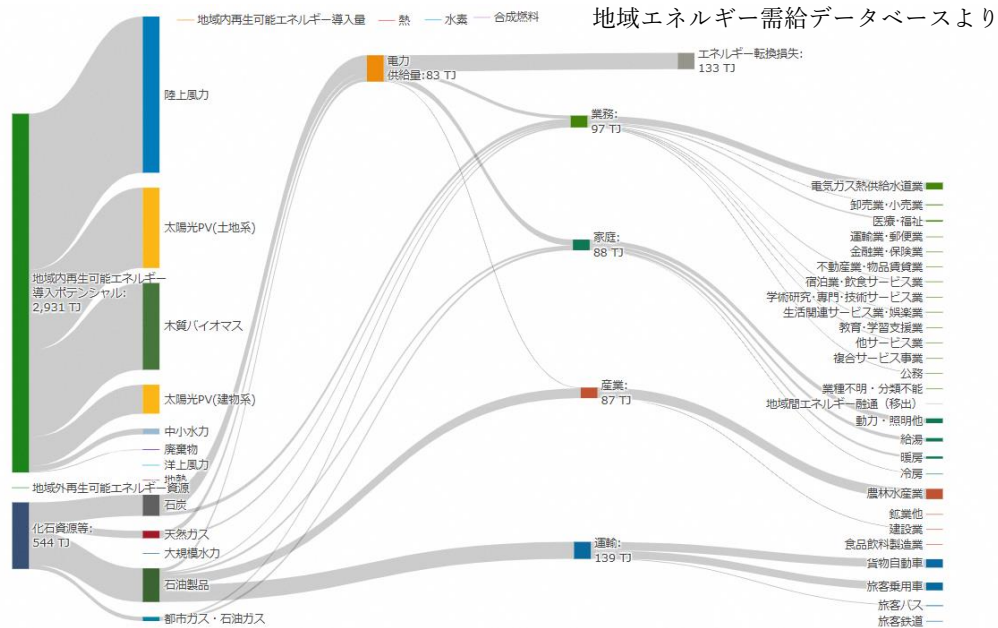 地域エネルギー需給データベースより
地域内再生可能エネルギー導入量
熱
水素
合成燃料
陸上風力
太陽光PV(土地系)
地域内再生可能エネルギー
導入ポテンシャル:
2,931 TJ
木質バイオマス
太陽光PV(建物系)
中小水力
廃棄物
洋上風力
地熱
地域外再生可能エネルギー資源
石炭
化石資源等:
544 TJ
天然ガス
大規模水力
石油製品
都市ガス・石油ガス
電力
供給量:83 TJ
エネルギー転換損失:
133 TJ
業務:
97 TJ
家庭:
88 TJ
産業:
87 TJ
運輸:
139 TJ
電気ガス熱供給水道業
卸売業・小売業
医療・福祉
運輸業・郵便業
金融業・保険業
不動産業・物品賃貸業
宿泊業・飲食サービス業
学術研究・専門・技術サービス業
生活関連サービス業・娯楽業
教育・学習支援業
他サービス業
複合サービス事業
公務
業種不明・分類不能
地域間エネルギー融通（移出）
動力・照明他
給湯
暖房
冷房
農林水産業
鉱業他
建設業
食品飲料製造業
貨物自動車
旅客乗用車
旅客バス
旅客鉄道